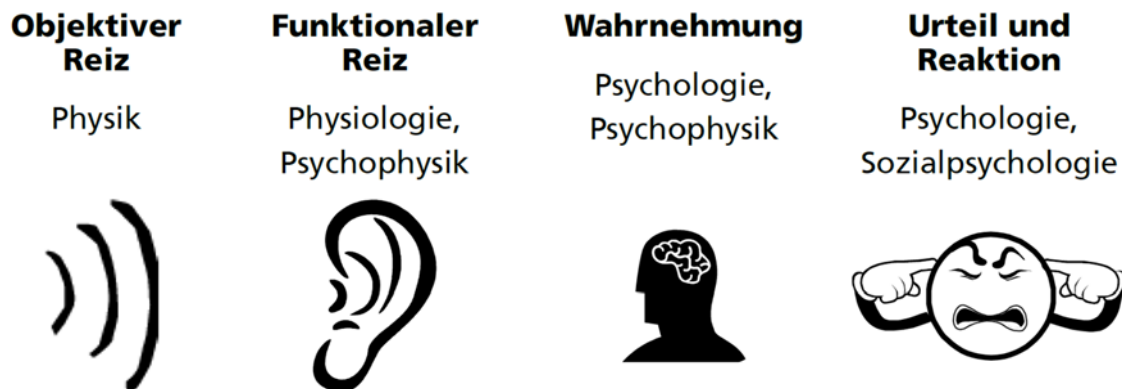 Objektiver
Reiz
Physik
Funktionaler
Reiz
Physiologie,
Psychophysik
Wahrnehmung
Psychologie,
Psychophysik
Urteil und
Reaktion
Psychologie,
Sozialpsychologie